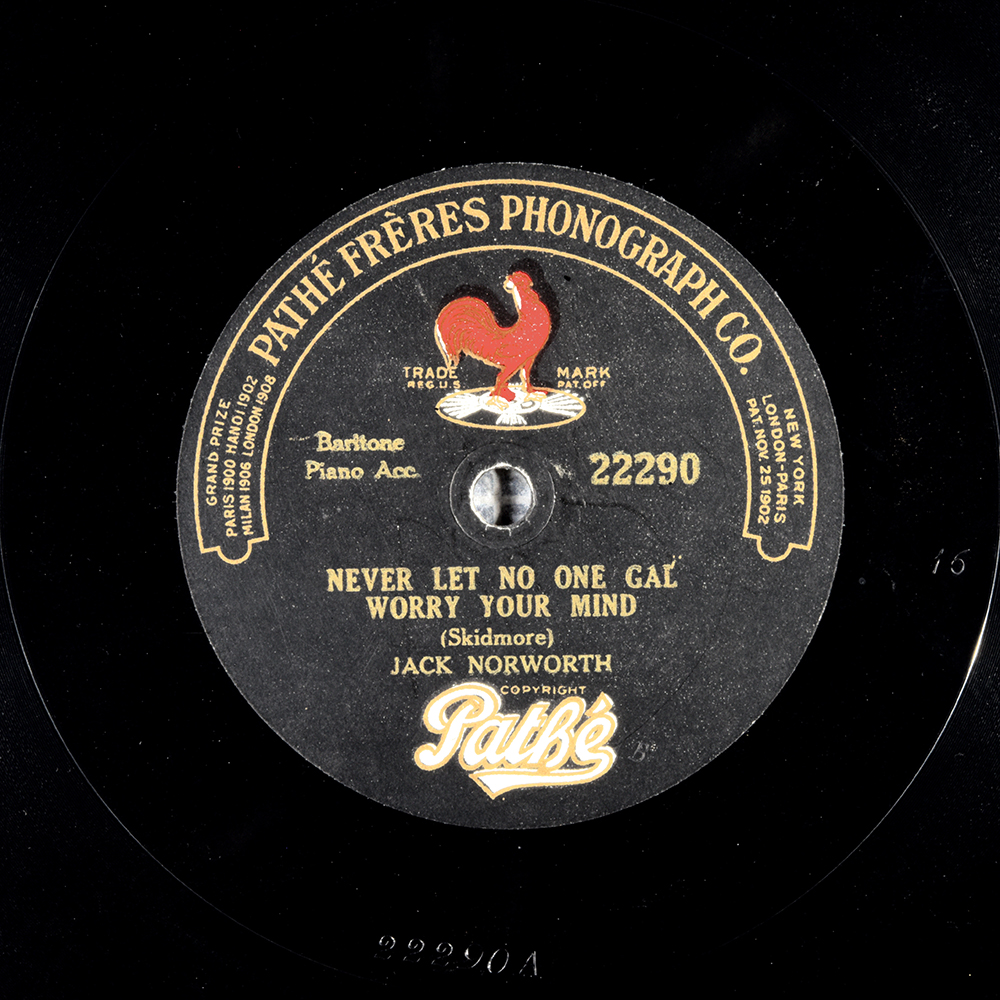 PATHÉ FRÈRES PHONOGRAPH CO.
GRAND PRIZE
PARIS 1900 HANOI 1902
MILAN 1906 LONDON 1908
NEW YORK
LONDON-PARIS
PAT. NOV. 25 1902
TRADE MARK
REG. U.S PAT. OFF
Baritone
Piano Acc.
22290
NEVER LET NO ONE GAL
WORRY YOUR MIND
(Skidmore)
JACK NORWORTH
COPYRIGHT
Pathé
15
22290A